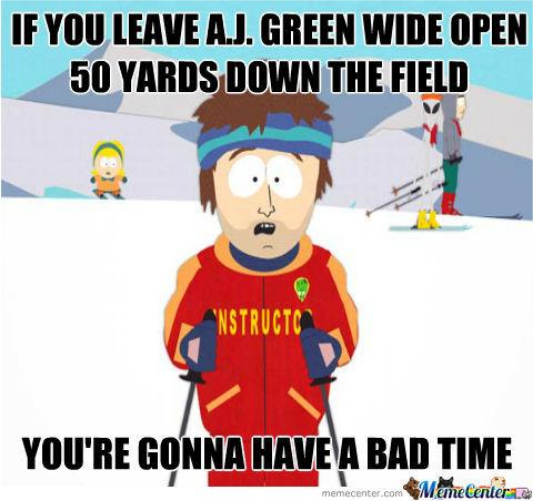 IF YOU LEAVE A.J. GREEN WIDE OPEN
50 YARDS DOWN THE FIELD
INSTRUCTO
YOU'RE GONNA HAVE A BAD TIME
memecenter.com MemeCenter